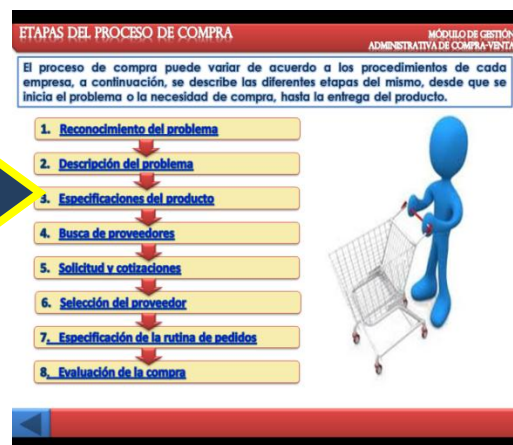 ETAPAS DEL PROCESO DE COMPRA
MÓDULO DE GESTIÓN
ADMINISTRATIVA DE COMPRA-VENTA
El proceso de compra puede variar de acuerdo a los procedimientos de cada
empresa, a continuación, se describe las diferentes etapas del mismo, desde que se
inicia el problema o la necesidad de compra, hasta la entrega del producto.
1. Reconocimiento del problema
2. Descripción del problema
3. Especificaciones del producto
4. Busca de proveedores
5. Solicitud y cotizaciones
6. Selección del proveedor
7. Especificación de la rutina de pedidos
8. Evaluación de la compra